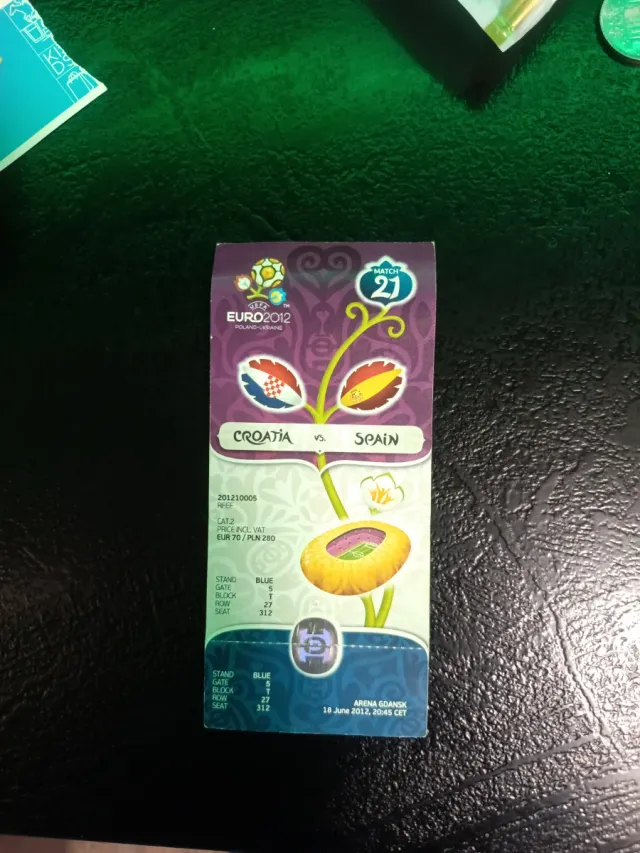 MATCH
21
UEFA
EURO2012
TM
POLAND-UKRAINE
CROATIA vs. SPAIN
201210005
REEF
CAT.2
PRICE INCL. VAT
EUR 70 / PLN 280
STAND BLUE
GATE 5
BLOCK T
ROW 27
SEAT 312
STAND BLUE
GATE 5
BLOCK T
ROW 27
SEAT 312
ARENA GDANSK
18 June 2012, 20:45 CET